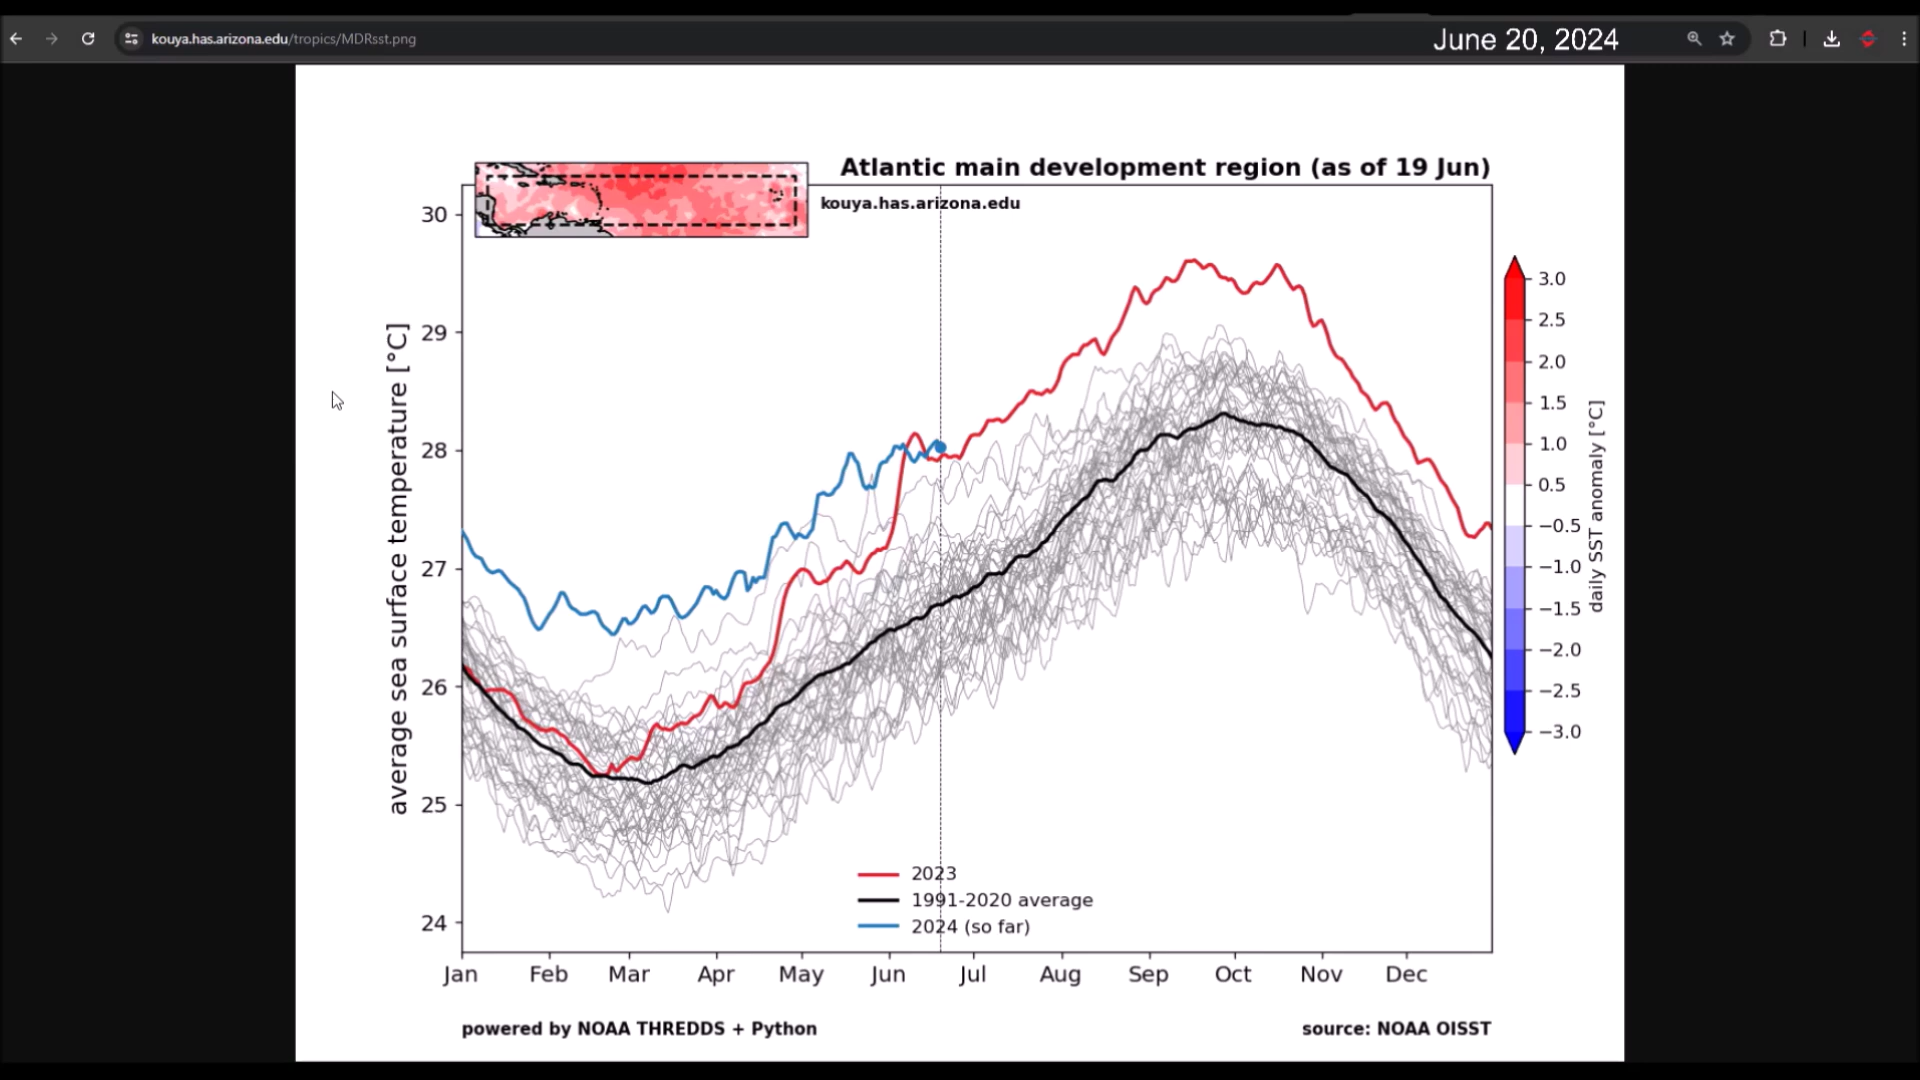 kouya.has.arizona.edu/tropics/MDRsst.png
June 20, 2024
Atlantic main development region (as of 19 Jun)
kouya.has.arizona.edu
average sea surface temperature [°C]
30
29
28
27
26
25
24
Jan Feb Mar Apr May Jun Jul Aug Sep Oct Nov Dec
2023
1991-2020 average
2024 (so far)
3.0
2.5
2.0
1.5
1.0
0.5
−0.5
−1.0
−1.5
−2.0
−2.5
−3.0
daily SST anomaly [°C]
powered by NOAA THREDDS + Python
source: NOAA OISST